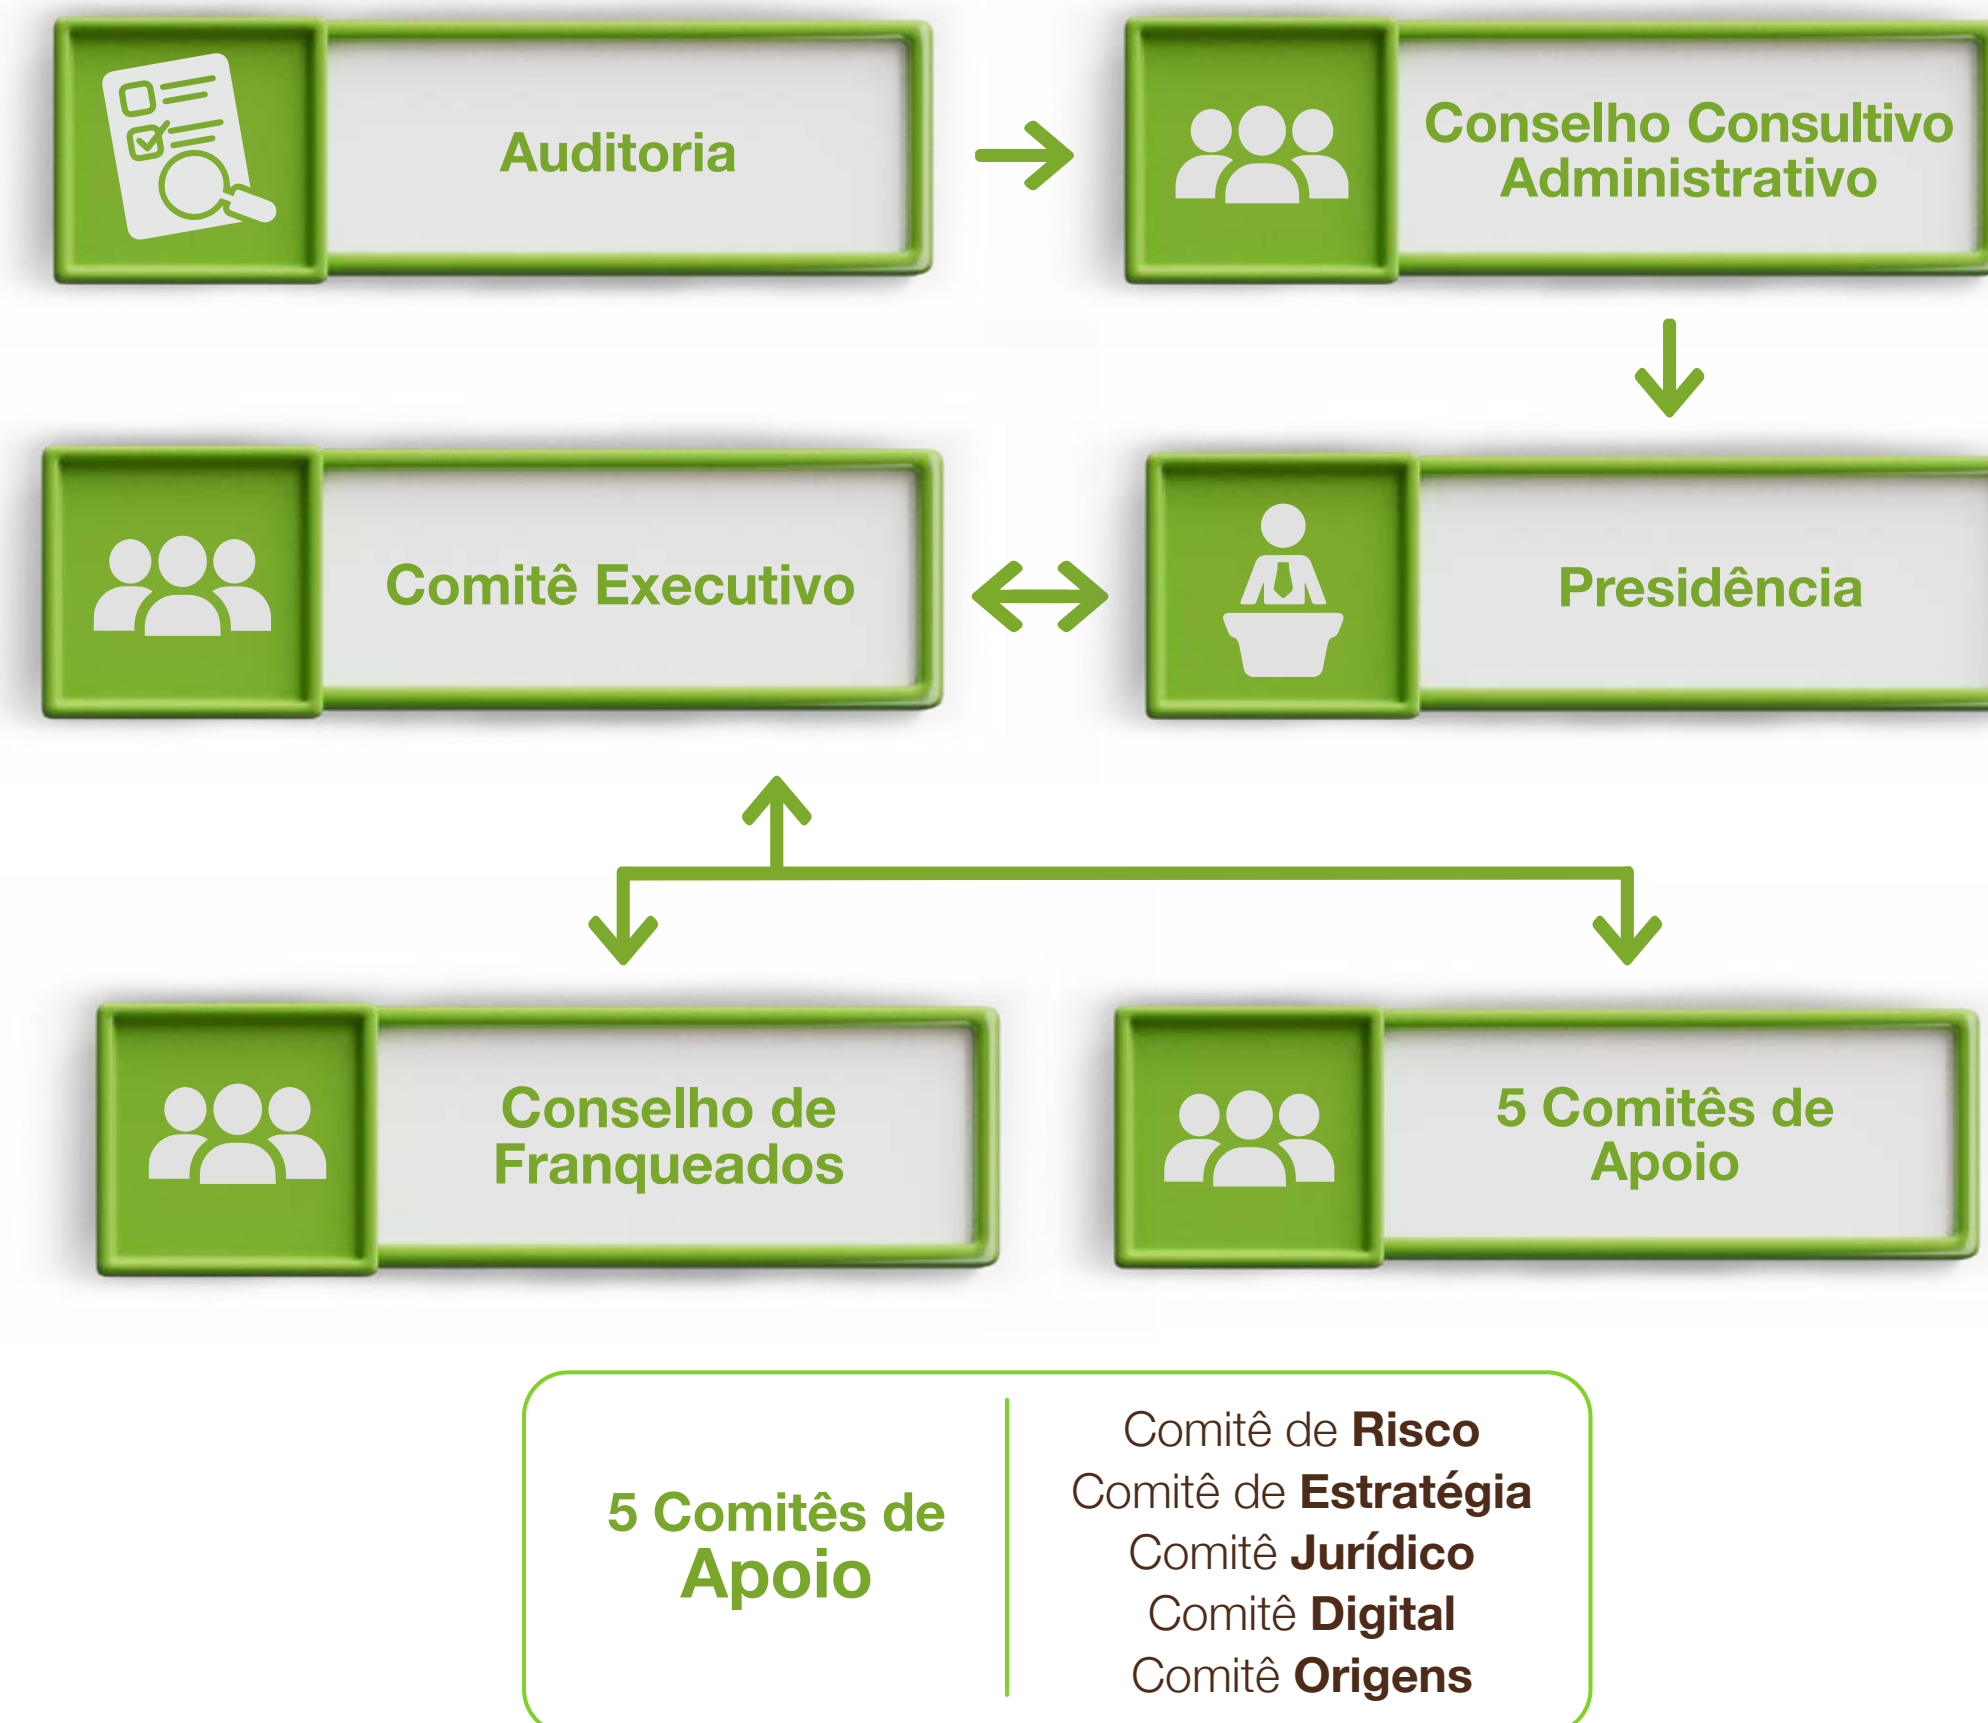 Auditoria
Conselho Consultivo
Administrativo
Comitê Executivo
Presidência
Conselho de
Franqueados
5 Comitês de
Apoio
5 Comitês de
Apoio
Comitê de Risco
Comitê de Estratégia
Comitê Jurídico
Comitê Digital
Comitê Origens